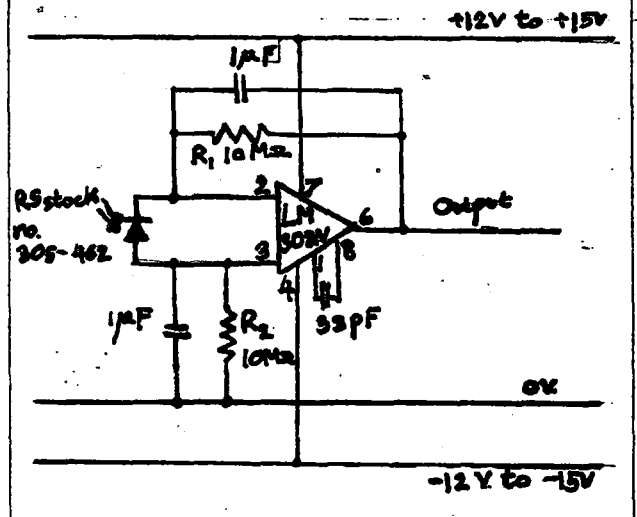 +12V to +15V
1µF
R1 10MΩ
2
7
RS stock
no.
305-462
LM
308N
6
Output
3
8
1
4
33pF
1µF
R2
10MΩ
0V
-12V to -15V